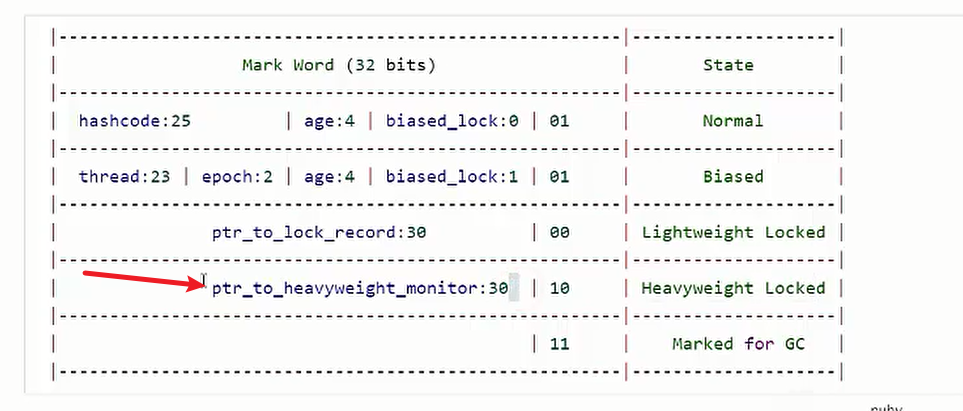 |-------------------------------------------------------|--------------------|
| Mark Word (32 bits) | State |
|-------------------------------------------------------|--------------------|
| hashcode:25 | age:4 | biased_lock:0 | 01 | Normal |
|-------------------------------------------------------|--------------------|
| thread:23 | epoch:2 | age:4 | biased_lock:1 | 01 | Biased |
|-------------------------------------------------------|--------------------|
| ptr_to_lock_record:30 | 00 | Lightweight Locked |
|-------------------------------------------------------|--------------------|
| ptr_to_heavyweight_monitor:30 | 10 | Heavyweight Locked |
|-------------------------------------------------------|--------------------|
| | 11 | Marked for GC |
|-------------------------------------------------------|--------------------|
ruby